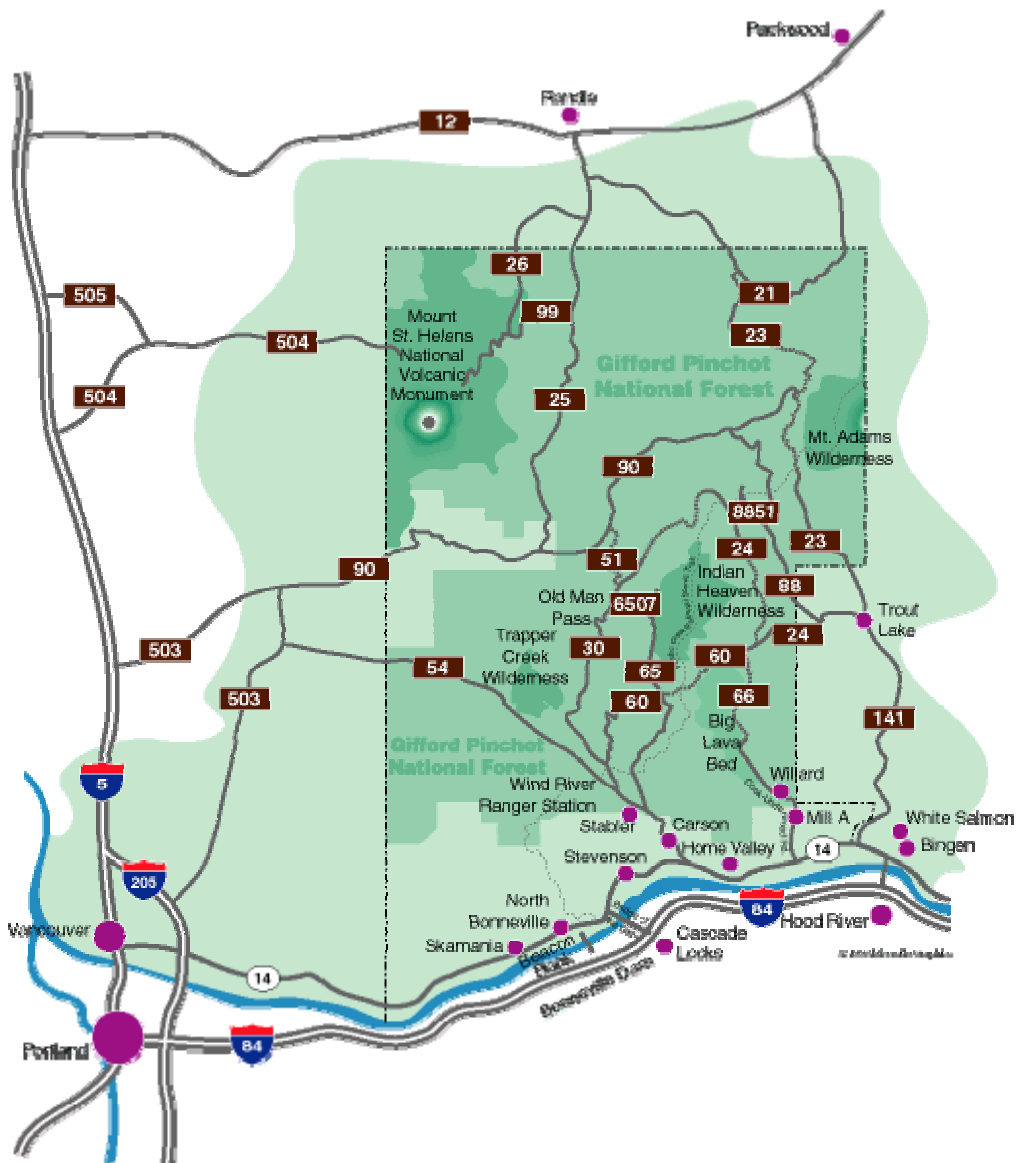 Packwood
Randle
12
26
505
21
99
Mount
St. Helens
National
Volcanic
Monument
504
23
Gifford Pinchot
National Forest
504
25
Mt. Adams
Wilderness
90
8851
23
24
51
90
Indian
Heaven
Wilderness
88
Old Man
Pass
6507
Trout
Lake
24
Trapper
Creek
Wilderness
30
503
60
54
65
503
66
60
141
Big
Lava
Bed
Gifford Pinchot
National Forest
Willard
5
Wind River
Ranger Station
Mill A
White Salmon
Stabler
Carson
Bingen
Home Valley
14
Stevenson
205
84
North
Bonneville
Hood River
Vancouver
Cascade
Locks
Skamania
Beacon
Rock
14
Bonneville Dam
Portland
84